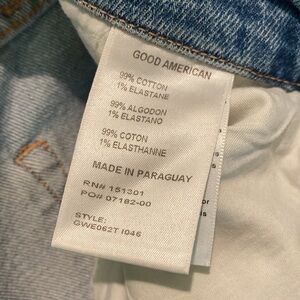 GOOD AMERICAN
99% COTTON
1% ELASTANE
99% ALGODON
1% ELASTANO
99% COTON
1% ELASTHANNE
MADE IN PARAGUAY
RN# 151301
PO# 07182-00
STYLE:
GWE062T I046